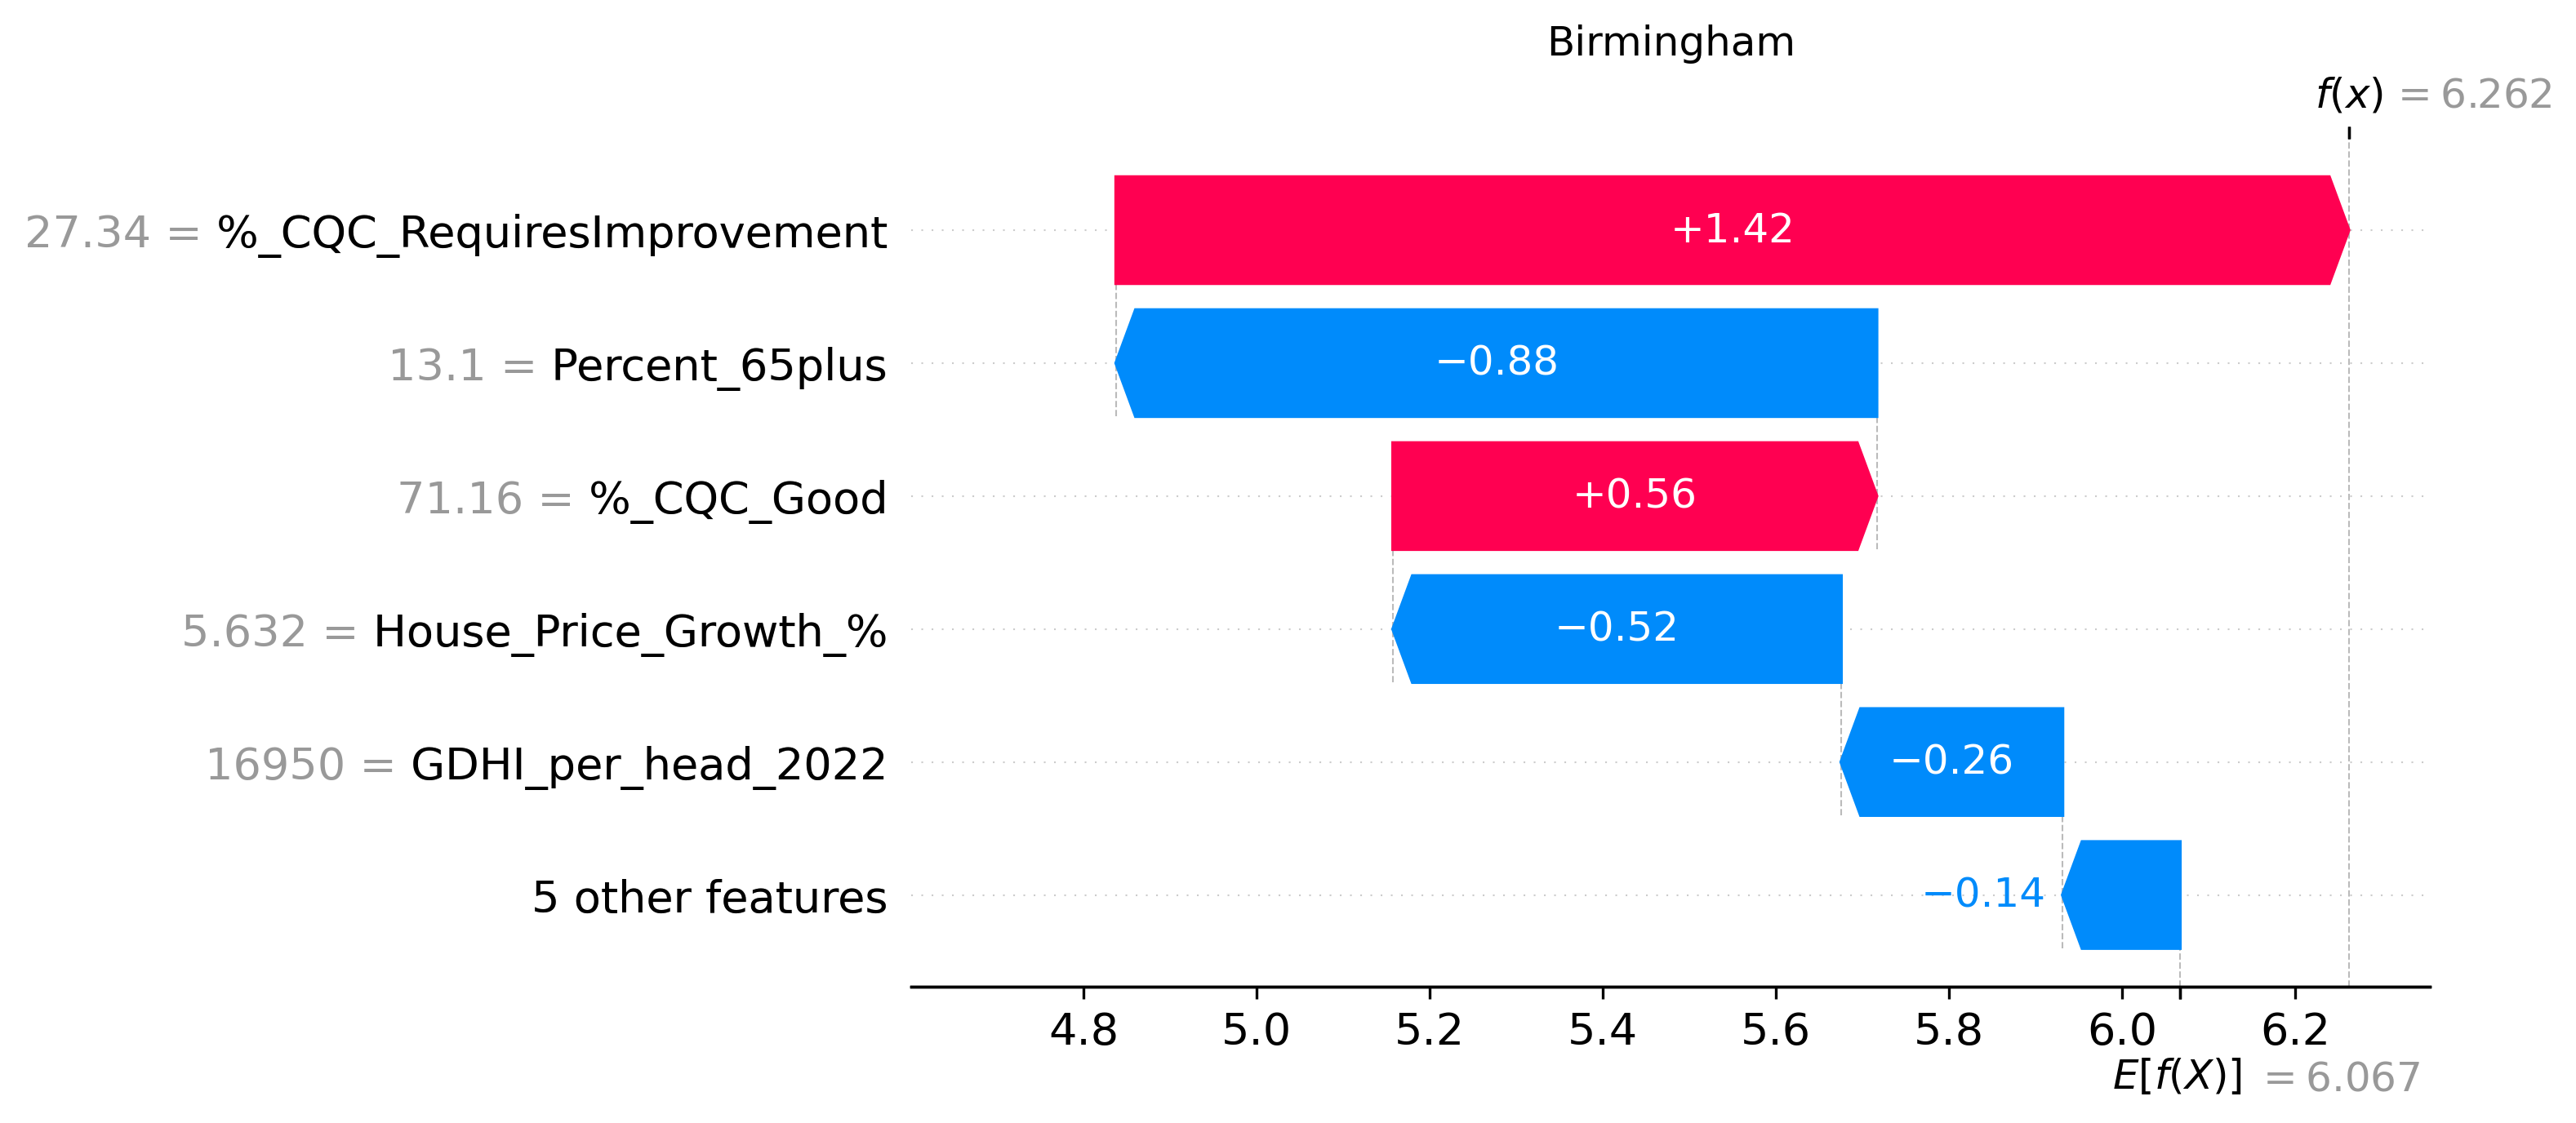 Birmingham
f(x) = 6.262
27.34 = %_CQC_RequiresImprovement
+1.42
13.1 = Percent_65plus
−0.88
71.16 = %_CQC_Good
+0.56
5.632 = House_Price_Growth_%
−0.52
16950 = GDHI_per_head_2022
−0.26
5 other features
−0.14
4.8 5.0 5.2 5.4 5.6 5.8 6.0 6.2
E[f(X)] = 6.067